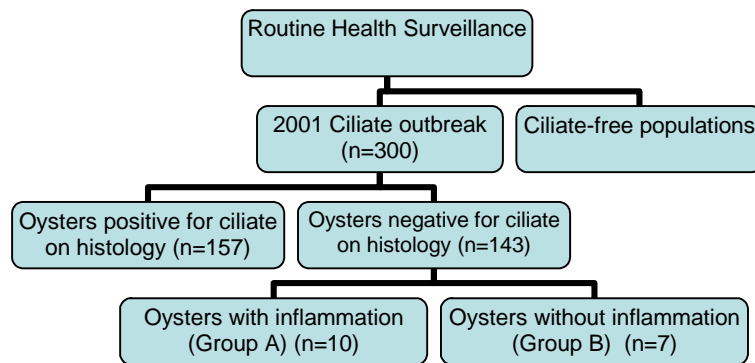 Routine Health Surveillance
2001 Ciliate outbreak
(n=300)
Ciliate-free populations
Oysters positive for ciliate
on histology (n=157)
Oysters negative for ciliate
on histology (n=143)
Oysters with inflammation
(Group A) (n=10)
Oysters without inflammation
(Group B) (n=7)